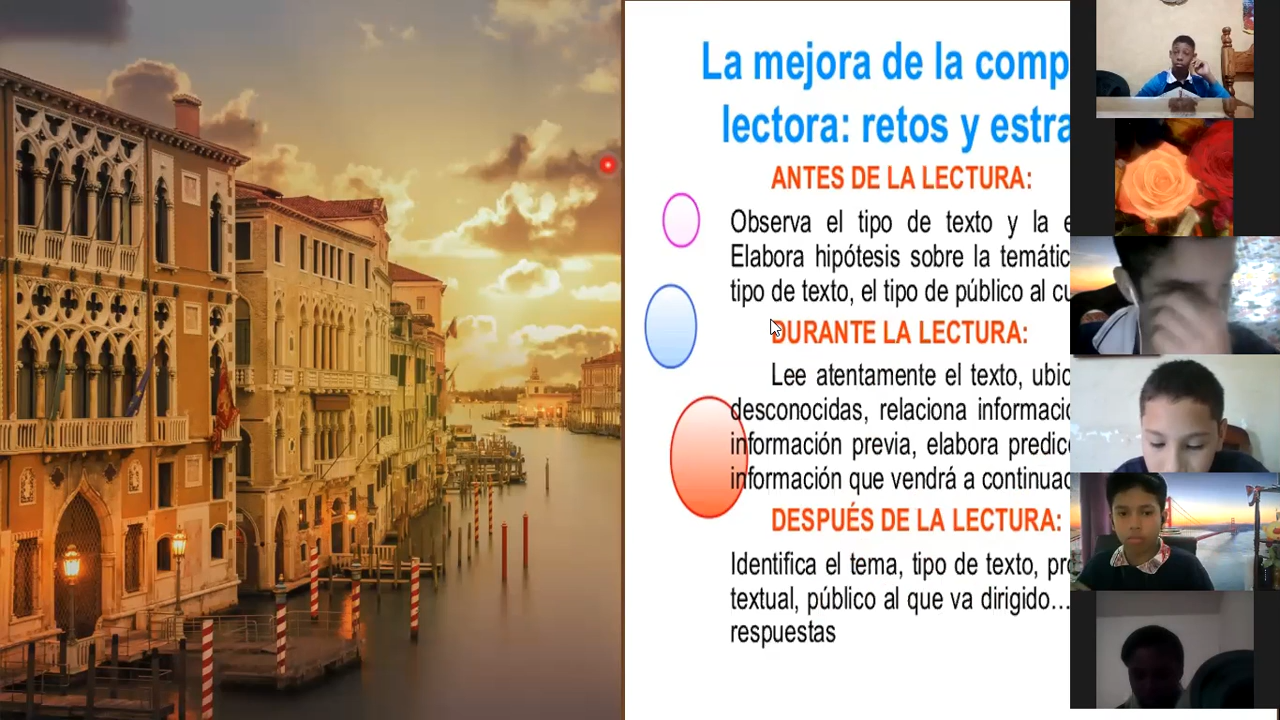 La mejora de la comp
lectora: retos y estra
ANTES DE LA LECTURA:
Observa el tipo de texto y la e
Elabora hipótesis sobre la temátic
tipo de texto, el tipo de público al cu
DURANTE LA LECTURA:
Lee atentamente el texto, ubic
desconocidas, relaciona informació
información previa, elabora predicc
información que vendrá a continuac
DESPUÉS DE LA LECTURA:
Identifica el tema, tipo de texto, pro
textual, público al que va dirigido…
respuestas